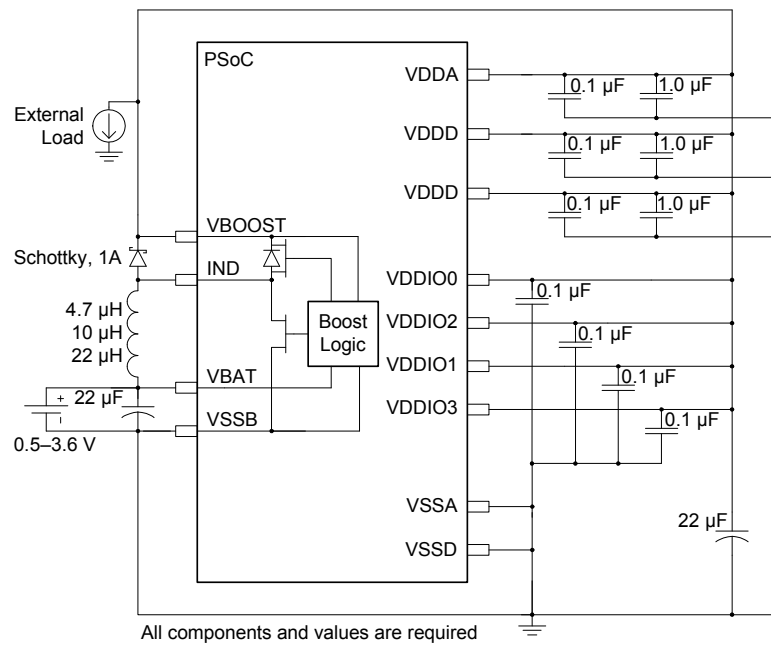 PSoC
VDDA
0.1 µF
1.0 µF
External
Load
VDDD
0.1 µF
1.0 µF
VDDD
0.1 µF
1.0 µF
VBOOST
Schottky, 1A
IND
VDDIO0
0.1 µF
4.7 µH
10 µH
22 µH
Boost
Logic
VDDIO2
0.1 µF
VDDIO1
0.1 µF
VBAT
22 µF
VDDIO3
0.1 µF
VSSB
+
0.5–3.6 V
VSSA
22 µF
VSSD
All components and values are required